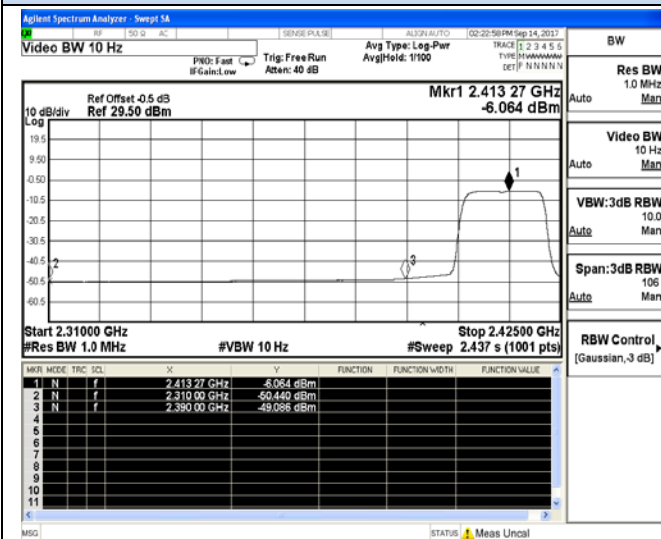 Agilent Spectrum Analyzer - Swept SA
RF 50 Ω AC SENSE:PULSE ALIGN AUTO 02:22:58 PM Sep 14, 2017
Video BW 10 Hz
PNO: Fast
IFGain:Low
Trig: Free Run
Atten: 40 dB
Avg Type: Log-Pwr
Avg|Hold: 1/100
TRACE 1 2 3 4 5 6
TYPE MWWWWW
DET P N N N N N
Mkr1 2.413 27 GHz
-6.064 dBm
Ref Offset -0.5 dB
Ref 29.50 dBm
10 dB/div
Log
19.5
9.50
-0.50
-10.5
-20.5
-30.5
-40.5
-50.5
-60.5
1
2
3
Start 2.31000 GHz Stop 2.42500 GHz
#Res BW 1.0 MHz #VBW 10 Hz #Sweep 2.437 s (1001 pts)
MKR MODE TRC SCL X Y FUNCTION FUNCTION WIDTH FUNCTION VALUE
1 N f 2.413 27 GHz -6.064 dBm
2 N f 2.310 00 GHz -50.440 dBm
3 N f 2.390 00 GHz -49.086 dBm
4
5
6
7
8
9
10
11
MSG STATUS Meas Uncal
BW
Res BW
1.0 MHz
Auto Man
Video BW
10 Hz
Auto Man
VBW:3dB RBW
10.0
Auto Man
Span:3dB RBW
106
Auto Man
RBW Control
[Gaussian,-3 dB]